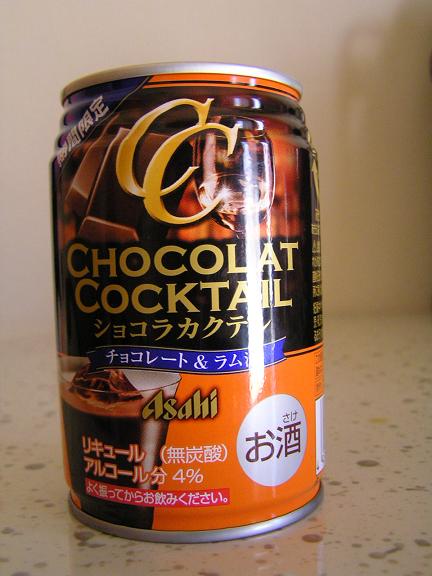 期間限定
CC
CHOCOLAT
COCKTAIL
ショコラカクテル
チョコレート & ラム酒
Asahi
リキュール (無炭酸)
アルコール分 4%
よく振ってからお飲みください。
さけ
お酒